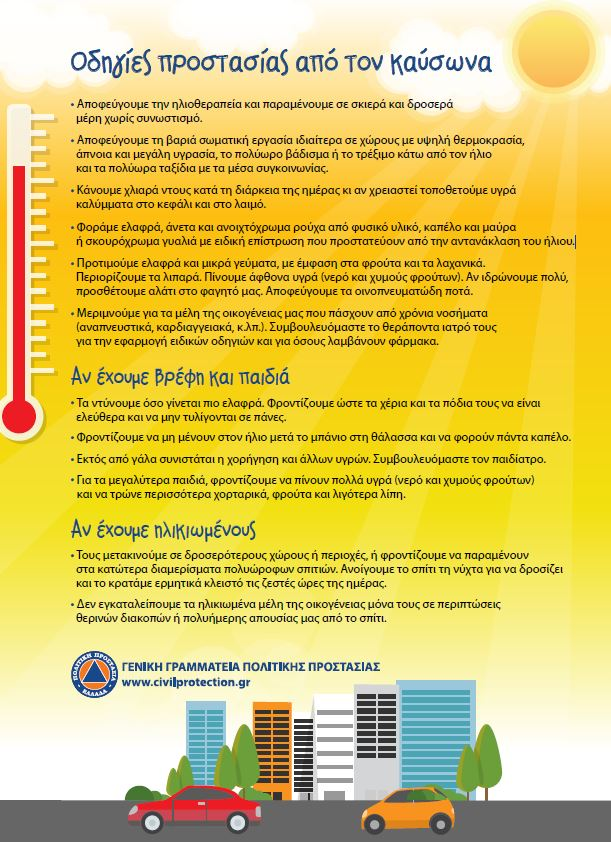 Οδηγίες προστασίας από τον καύσωνα
• Αποφεύγουμε την ηλιοθεραπεία και παραμένουμε σε σκιερά και δροσερά
μέρη χωρίς συνωστισμό.
• Αποφεύγουμε τη βαριά σωματική εργασία ιδιαίτερα σε χώρους με υψηλή θερμοκρασία,
άπνοια και μεγάλη υγρασία, το πολύωρο βάδισμα ή το τρέξιμο κάτω από τον ήλιο
και τα πολύωρα ταξίδια με τα μέσα συγκοινωνίας.
• Κάνουμε χλιαρά ντους κατά τη διάρκεια της ημέρας κι αν χρειαστεί τοποθετούμε υγρά
καλύμματα στο κεφάλι και στο λαιμό.
• Φοράμε ελαφρά, άνετα και ανοιχτόχρωμα ρούχα από φυσικό υλικό, καπέλο και μαύρα
ή σκουρόχρωμα γυαλιά με ειδική επίστρωση που προστατεύουν από την αντανάκλαση του ήλιου.
• Προτιμούμε ελαφρά και μικρά γεύματα, με έμφαση στα φρούτα και τα λαχανικά.
Περιορίζουμε τα λιπαρά. Πίνουμε άφθονα υγρά (νερό και χυμούς φρούτων). Αν ιδρώνουμε πολύ,
προσθέτουμε αλάτι στο φαγητό μας. Αποφεύγουμε τα οινοπνευματώδη ποτά.
• Μεριμνούμε για τα μέλη της οικογένειας μας που πάσχουν από χρόνια νοσήματα
(αναπνευστικά, καρδιαγγειακά, κ.λπ.). Συμβουλευόμαστε το θεράποντα ιατρό τους
για την εφαρμογή ειδικών οδηγιών και για όσους λαμβάνουν φάρμακα.
Αν έχουμε βρέφη και παιδιά
• Τα ντύνουμε όσο γίνεται πιο ελαφρά. Φροντίζουμε ώστε τα χέρια και τα πόδια τους να είναι
ελεύθερα και να μην τυλίγονται σε πάνες.
• Φροντίζουμε να μη μένουν στον ήλιο μετά το μπάνιο στη θάλασσα και να φορούν πάντα καπέλο.
• Εκτός από γάλα συνιστάται η χορήγηση και άλλων υγρών. Συμβουλευόμαστε τον παιδίατρο.
• Για τα μεγαλύτερα παιδιά, φροντίζουμε να πίνουν πολλά υγρά (νερό και χυμούς φρούτων)
και να τρώνε περισσότερα χορταρικά, φρούτα και λιγότερα λίπη.
Αν έχουμε ηλικιωμένους
• Τους μετακινούμε σε δροσερότερους χώρους ή περιοχές, ή φροντίζουμε να παραμένουν
στα κατώτερα διαμερίσματα πολυώροφων σπιτιών. Ανοίγουμε το σπίτι τη νύχτα για να δροσίζει
και το κρατάμε ερμητικά κλειστό τις ζεστές ώρες της ημέρας.
• Δεν εγκαταλείπουμε τα ηλικιωμένα μέλη της οικογένειας μόνα τους σε περιπτώσεις
θερινών διακοπών ή πολυήμερης απουσίας μας από το σπίτι.
ΠΟΛΙΤΙΚΗ ΠΡΟΣΤΑΣΙΑ
ΕΛΛΑΔΑ
ΓΕΝΙΚΗ ΓΡΑΜΜΑΤΕΙΑ ΠΟΛΙΤΙΚΗΣ ΠΡΟΣΤΑΣΙΑΣ
www.civilprotection.gr